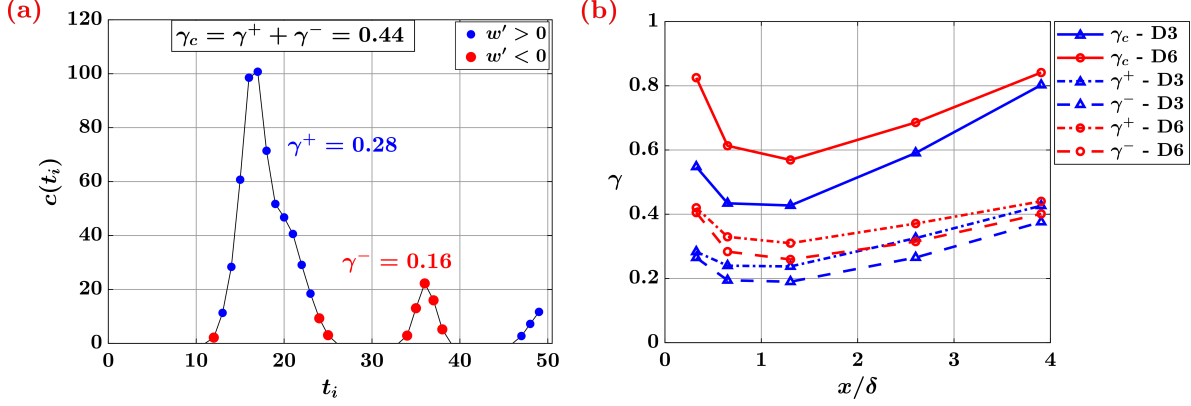 (a)
γc = γ+ + γ− = 0.44
w′ > 0
w′ < 0
γ+ = 0.28
γ− = 0.16
c(ti)
120
100
80
60
40
20
0
0 10 20 30 40 50
ti
(b)
γc - D3
γc - D6
γ+ - D3
γ− - D3
γ+ - D6
γ− - D6
γ
1
0.8
0.6
0.4
0.2
0
0 1 2 3 4
x/δ